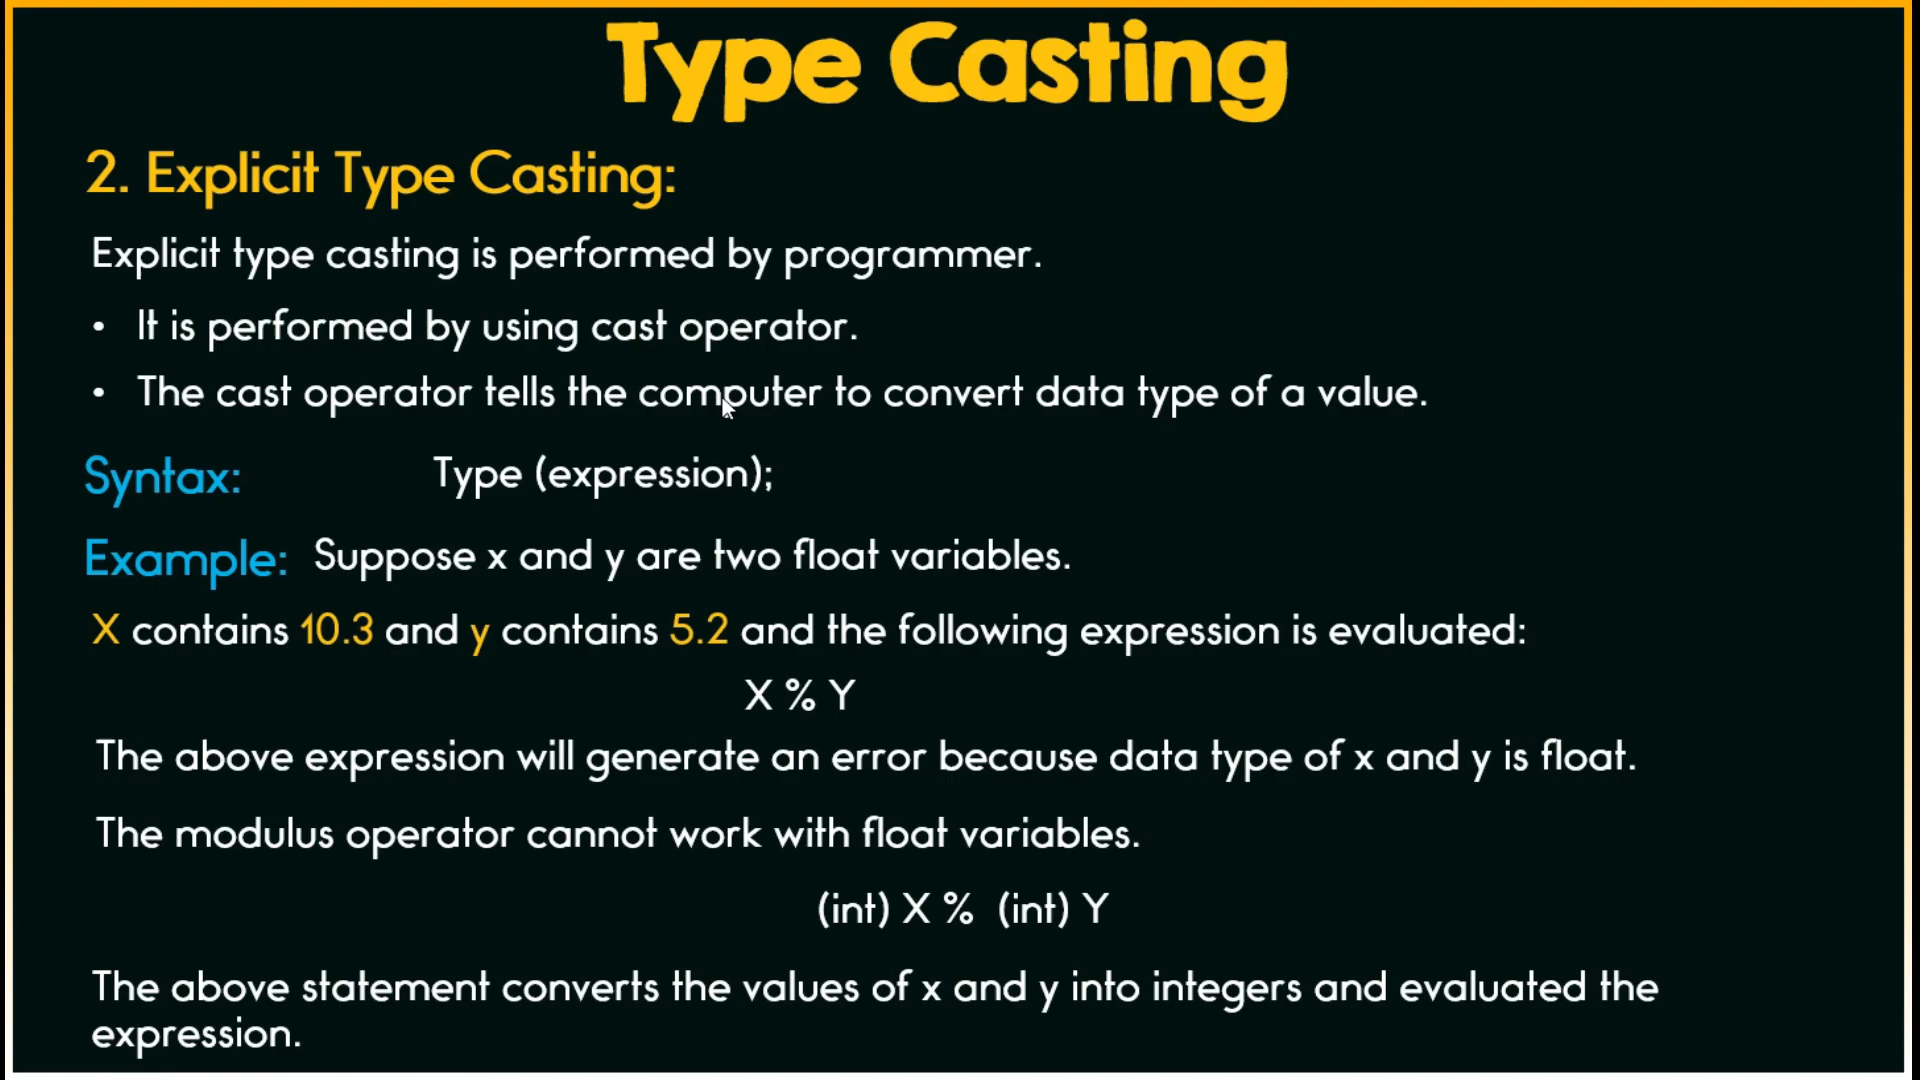 Type Casting
2. Explicit Type Casting:
Explicit type casting is performed by programmer.
• It is performed by using cast operator.
• The cast operator tells the computer to convert data type of a value.
Syntax: Type (expression);
Example: Suppose x and y are two float variables.
X contains 10.3 and y contains 5.2 and the following expression is evaluated:
X % Y
The above expression will generate an error because data type of x and y is float.
The modulus operator cannot work with float variables.
(int) X % (int) Y
The above statement converts the values of x and y into integers and evaluated the
expression.